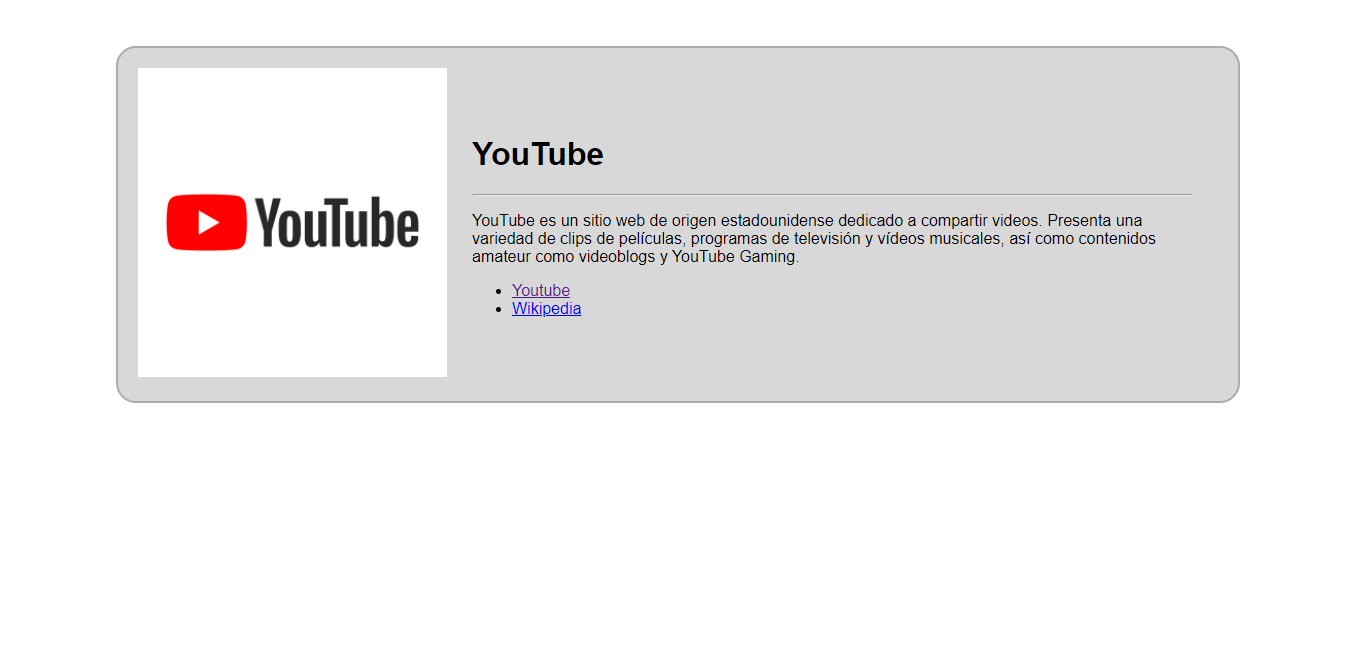 YouTube
YouTube
YouTube es un sitio web de origen estadounidense dedicado a compartir videos. Presenta una
variedad de clips de películas, programas de televisión y vídeos musicales, así como contenidos
amateur como videoblogs y YouTube Gaming.
Youtube
Wikipedia